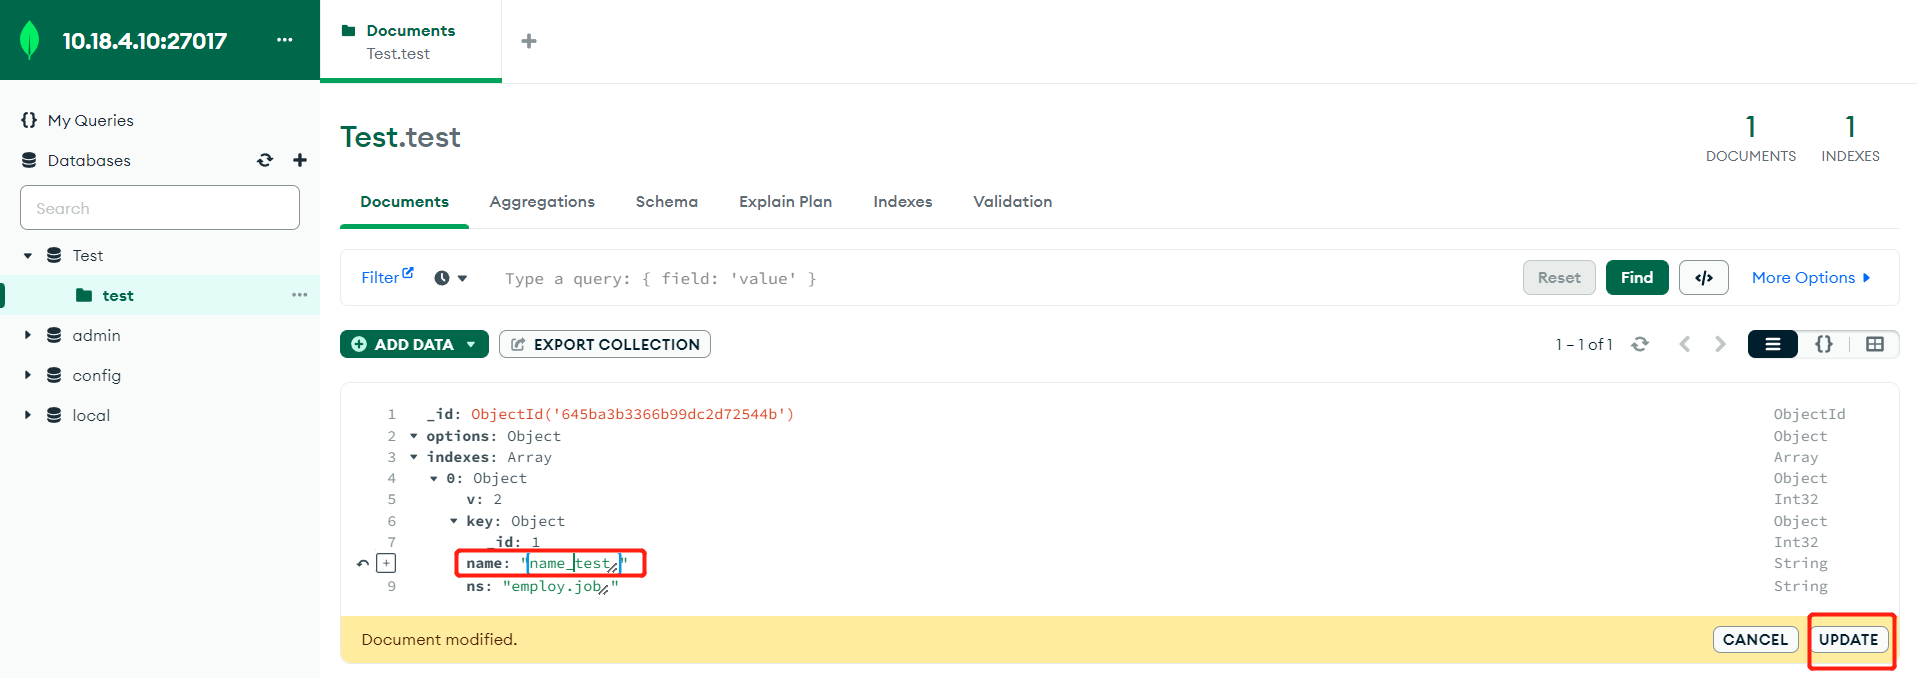 10.18.4.10:27017 ...
Documents
Test.test
My Queries
Databases
Search
Test
test ...
admin
config
local
Test.test
1
DOCUMENTS
1
INDEXES
Documents Aggregations Schema Explain Plan Indexes Validation
Filter Type a query: { field: 'value' } Reset Find </> More Options
ADD DATA EXPORT COLLECTION 1 – 1 of 1 {}
1 _id: ObjectId('645ba3b3366b99dc2d72544b') ObjectId
2 options: Object Object
3 indexes: Array Array
4 0: Object Object
5 v: 2 Int32
6 key: Object Object
7 _id: 1 Int32
+ name: "name_test" String
9 ns: "employ.job" String
Document modified. CANCEL UPDATE